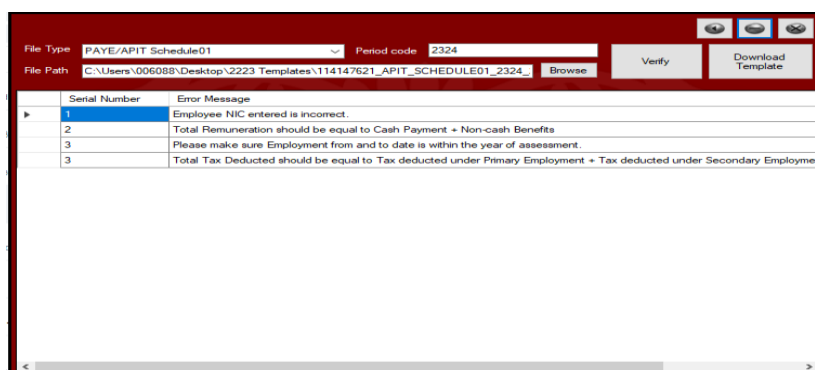 File Type PAYE/APIT Schedule01 Period code 2324 Verify Download Template
File Path C:\Users\006088\Desktop\2223 Templates\114147621_APIT_SCHEDULE01_2324_ Browse
Serial Number Error Message
1 Employee NIC entered is incorrect.
2 Total Remuneration should be equal to Cash Payment + Non-cash Benefits
3 Please make sure Employment from and to date is within the year of assessment.
3 Total Tax Deducted should be equal to Tax deducted under Primary Employment + Tax deducted under Secondary Employme